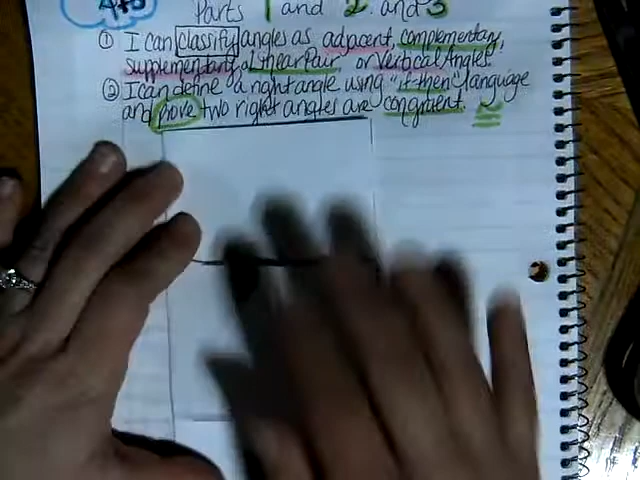 Parts 1 and 2 and 3
① I can classify angles as adjacent, complementary,
supplementary, a linear Pair or Vertical Angles
② I can define a right angle using "if then" language
and prove two right angles are congruent.